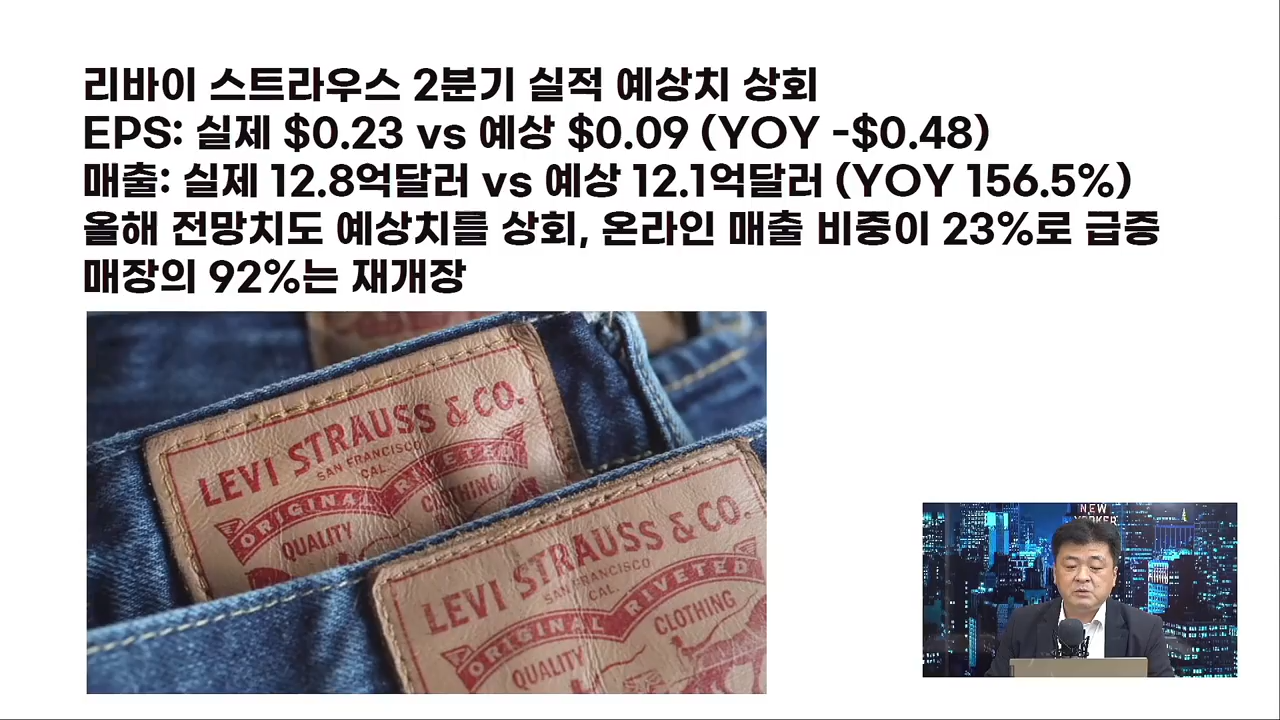 리바이 스트라우스 2분기 실적 예상치 상회
EPS: 실제 $0.23 vs 예상 $0.09 (YOY -$0.48)
매출: 실제 12.8억달러 vs 예상 12.1억달러 (YOY 156.5%)
올해 전망치도 예상치를 상회, 온라인 매출 비중이 23%로 급증
매장의 92%는 재개장
LEVI STRAUSS & CO.
SAN FRANCISCO
CAL.
ORIGINAL RIVETED
QUALITY CLOTHING
LEVI STRAUSS & CO.
SAN FRANCISCO
CAL.
RIVETED
QUALITY CLOTHING
NEW
YORKER